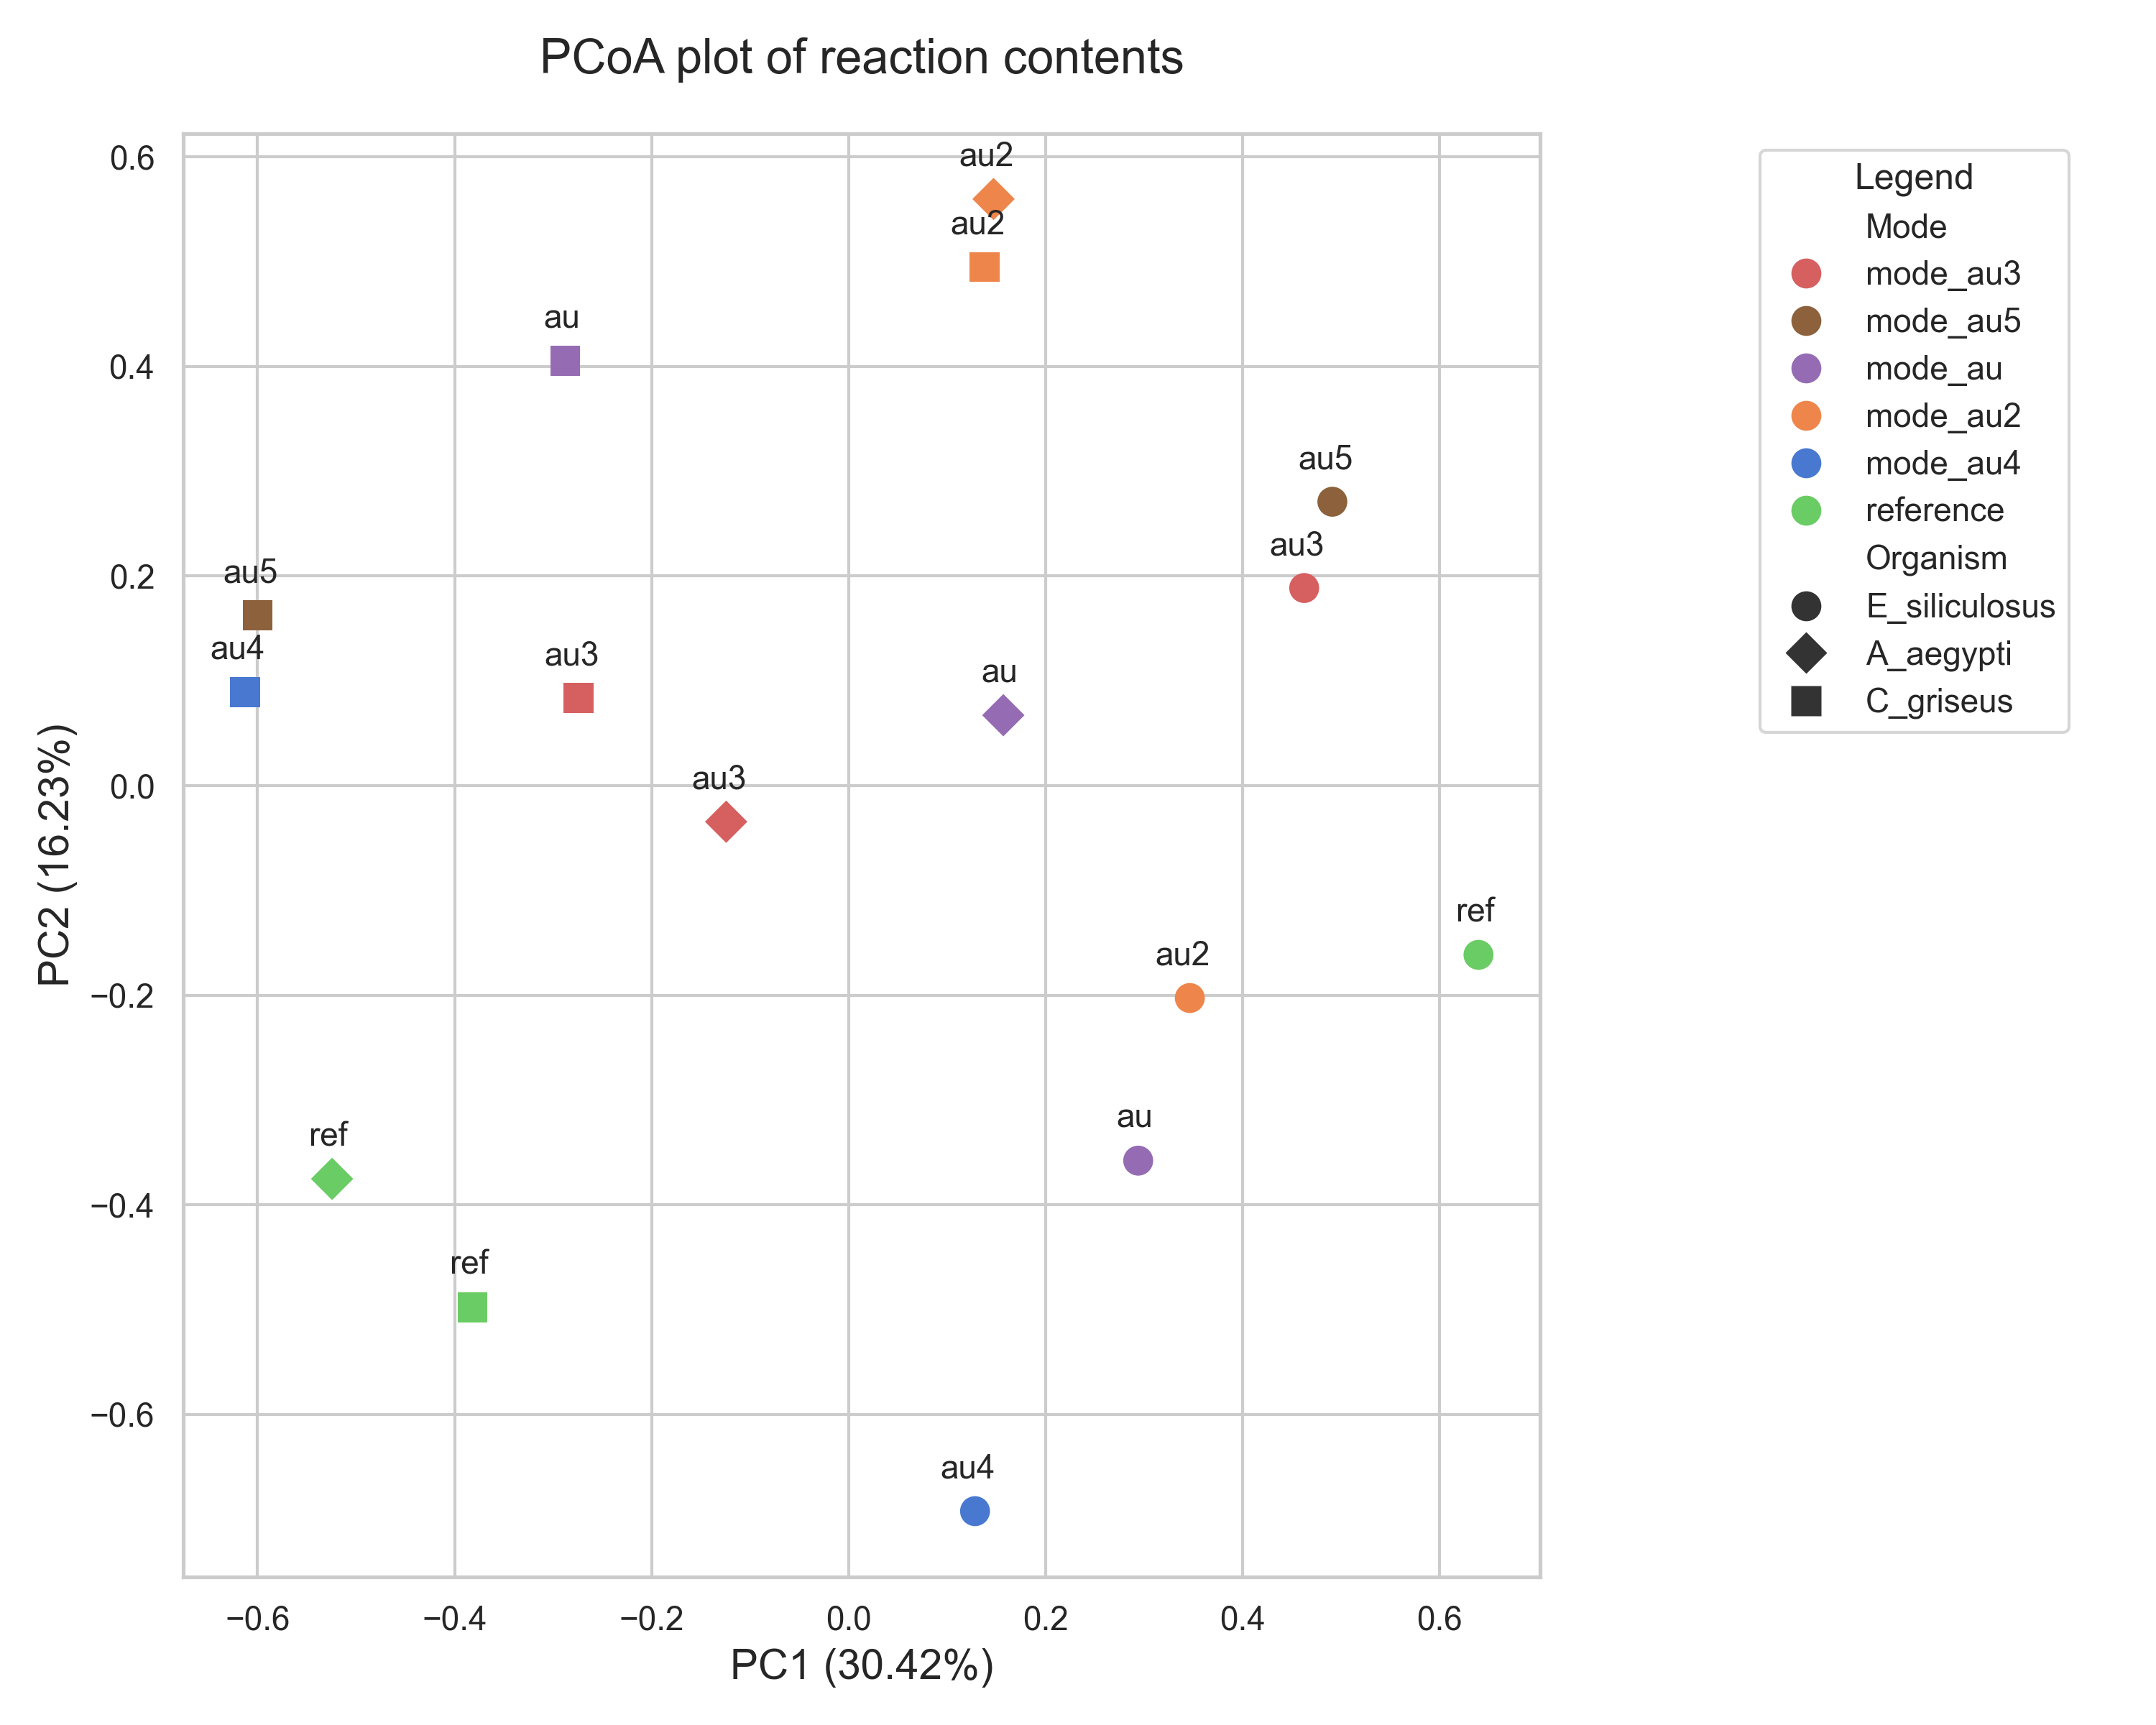 PCoA plot of reaction contents
0.6
0.4
0.2
0.0
−0.2
−0.4
−0.6
PC2 (16.23%)
au2
au2
au
au5
au3
au5
au4
au3
au
au3
ref
au2
au
ref
ref
au4
−0.6
−0.4
−0.2
0.0
0.2
0.4
0.6
PC1 (30.42%)
Legend
Mode
mode_au3
mode_au5
mode_au
mode_au2
mode_au4
reference
Organism
E_siliculosus
A_aegypti
C_griseus